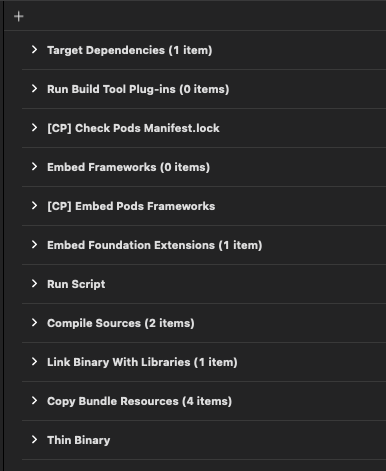 Target Dependencies (1 item)
Run Build Tool Plug-ins (0 items)
[CP] Check Pods Manifest.lock
Embed Frameworks (0 items)
[CP] Embed Pods Frameworks
Embed Foundation Extensions (1 item)
Run Script
Compile Sources (2 items)
Link Binary With Libraries (1 item)
Copy Bundle Resources (4 items)
Thin Binary